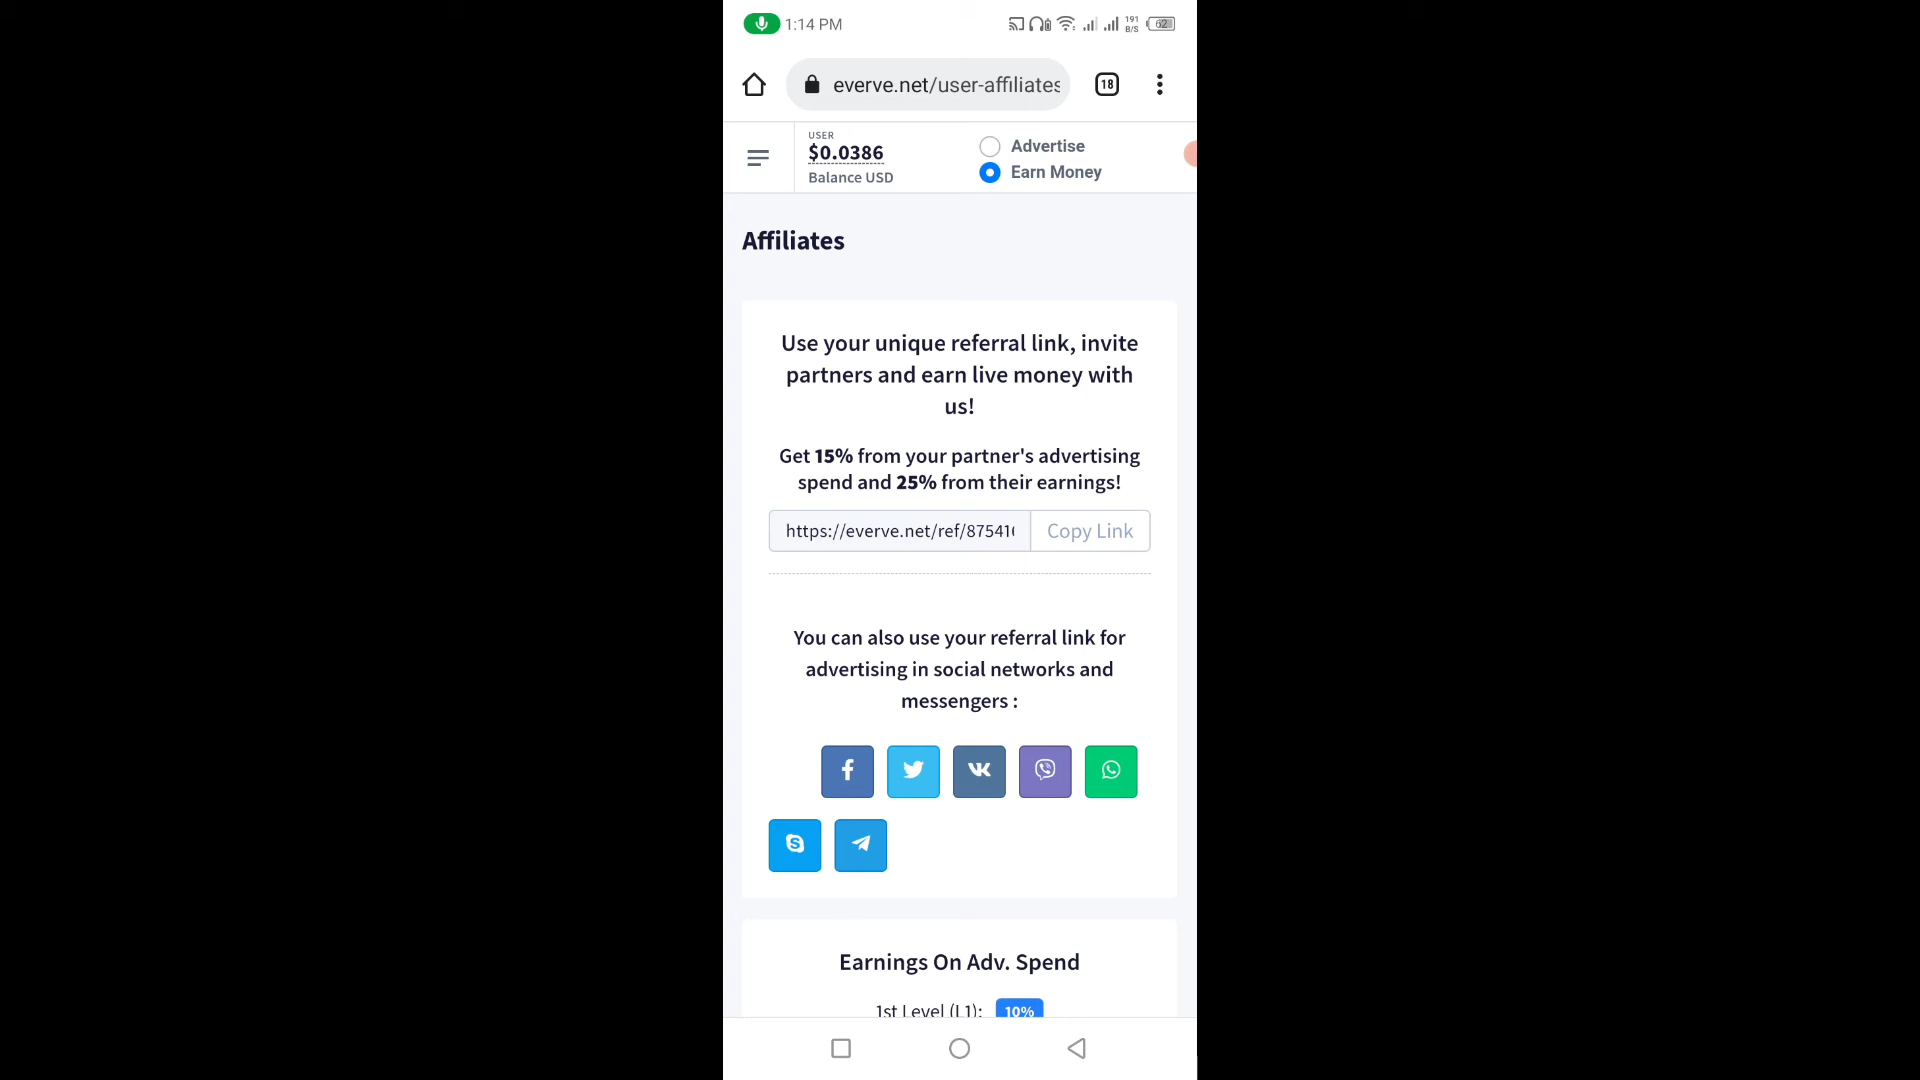 1:14 PM
191
B/S
62
everve.net/user-affiliates
18
USER
$0.0386
Balance USD
Advertise
Earn Money
Affiliates
Use your unique referral link, invite
partners and earn live money with
us!
Get 15% from your partner's advertising
spend and 25% from their earnings!
https://everve.net/ref/87541
Copy Link
You can also use your referral link for
advertising in social networks and
messengers :
Earnings On Adv. Spend
1st Level (L1): 10%